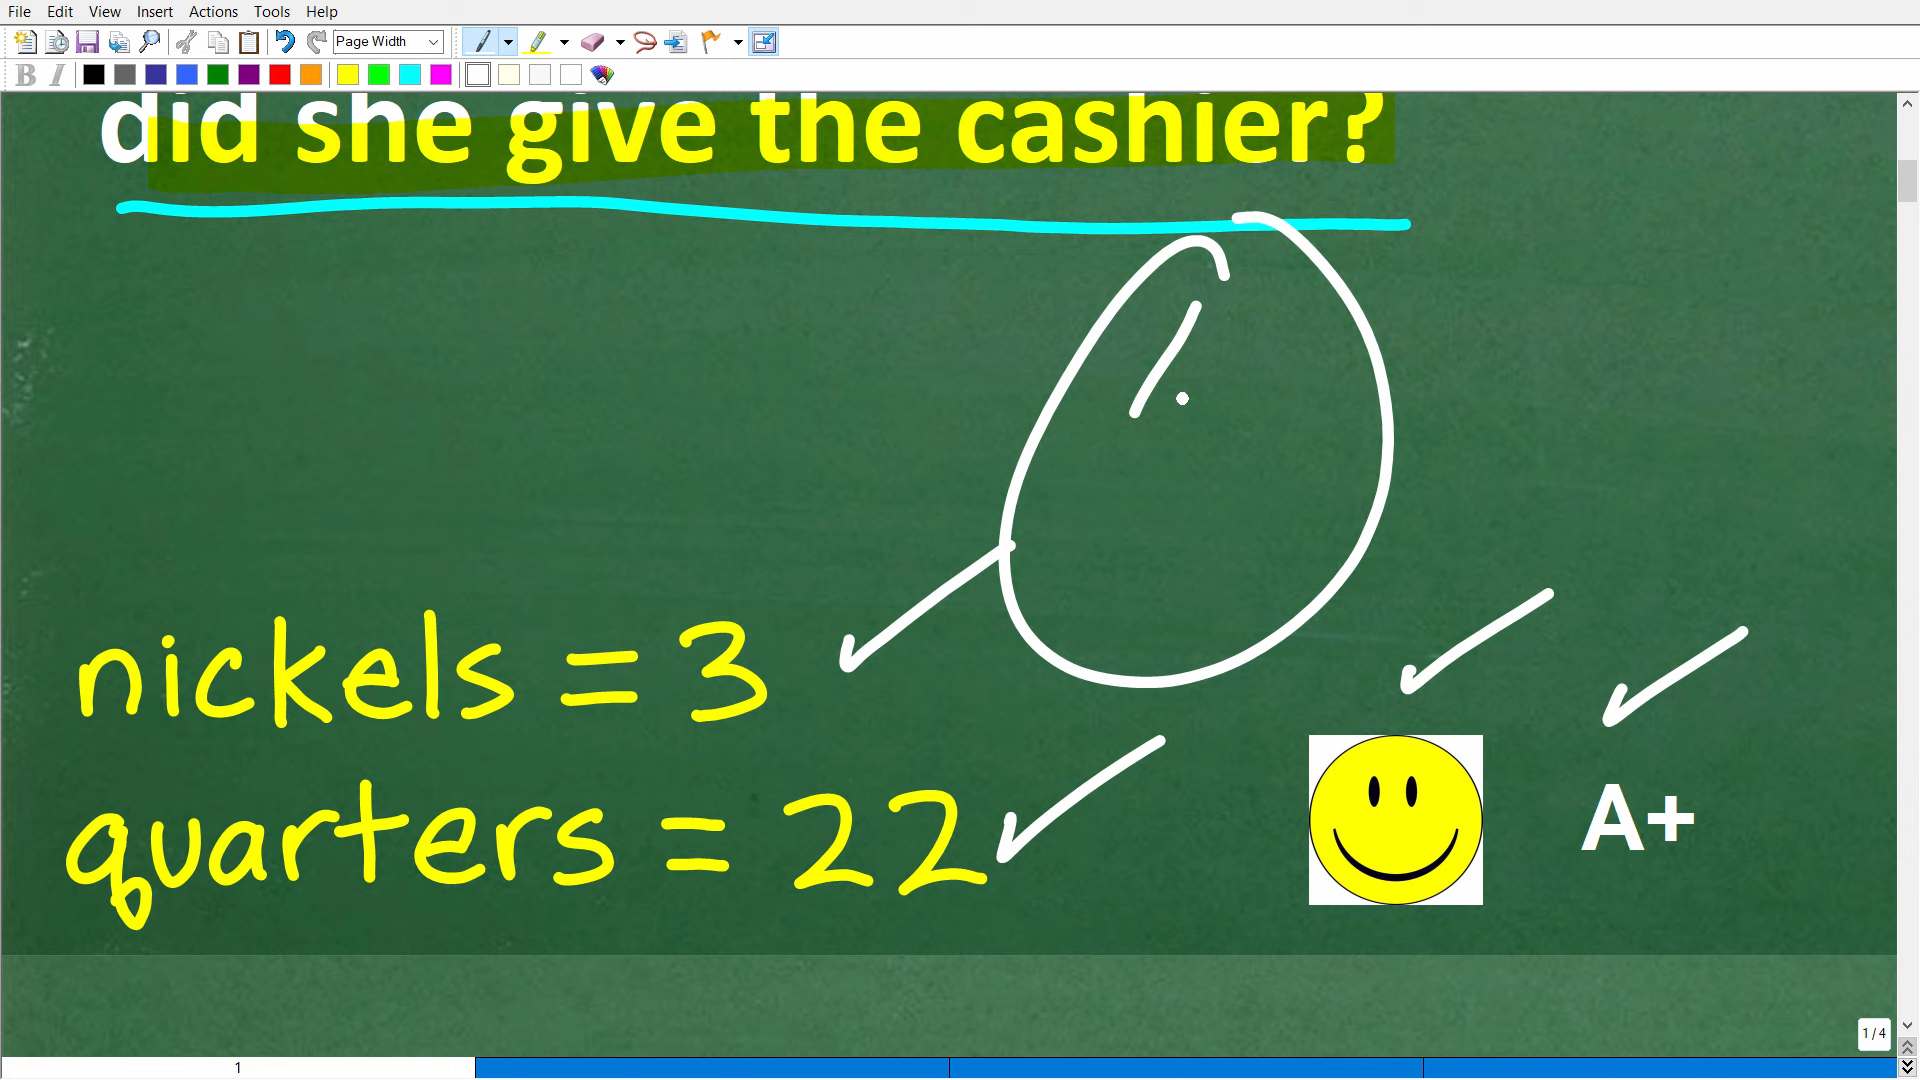 File Edit View Insert Actions Tools Help
Page Width
B I
did she give the cashier?
nickels = 3
quarters = 22
A+
1 / 4
1